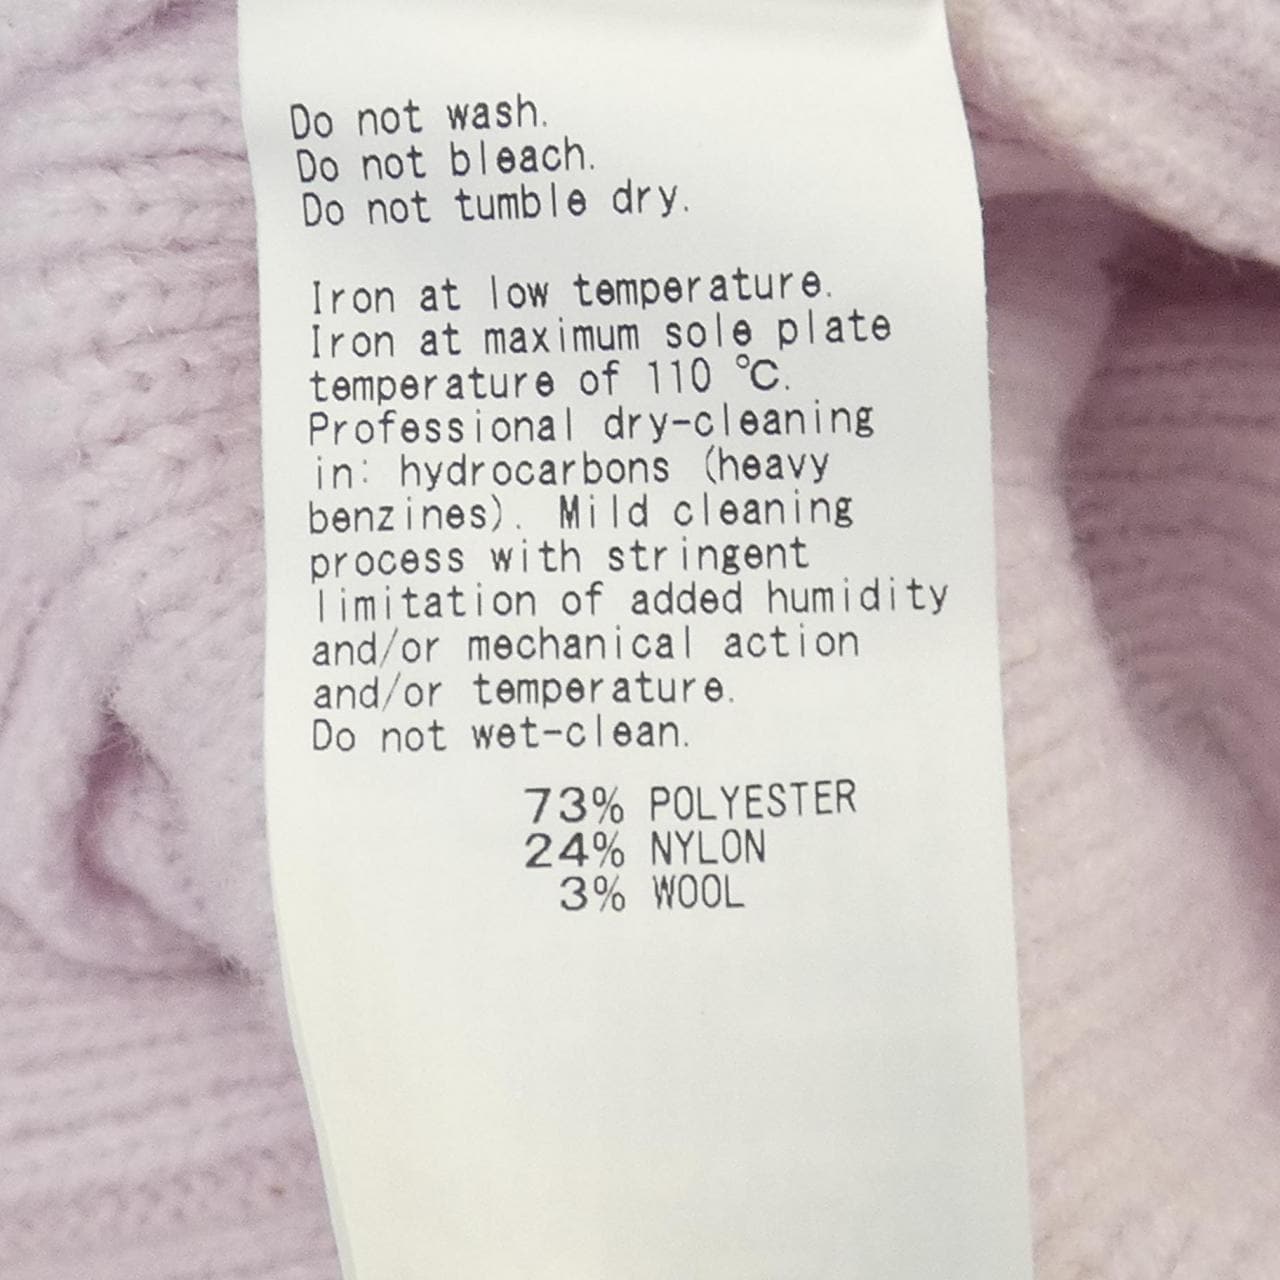 Do not wash.
Do not bleach.
Do not tumble dry.
Iron at low temperature.
Iron at maximum sole plate
temperature of 110 °C.
Professional dry-cleaning
in: hydrocarbons (heavy
benzines). Mild cleaning
process with stringent
limitation of added humidity
and/or mechanical action
and/or temperature.
Do not wet-clean.
73% POLYESTER
24% NYLON
3% WOOL